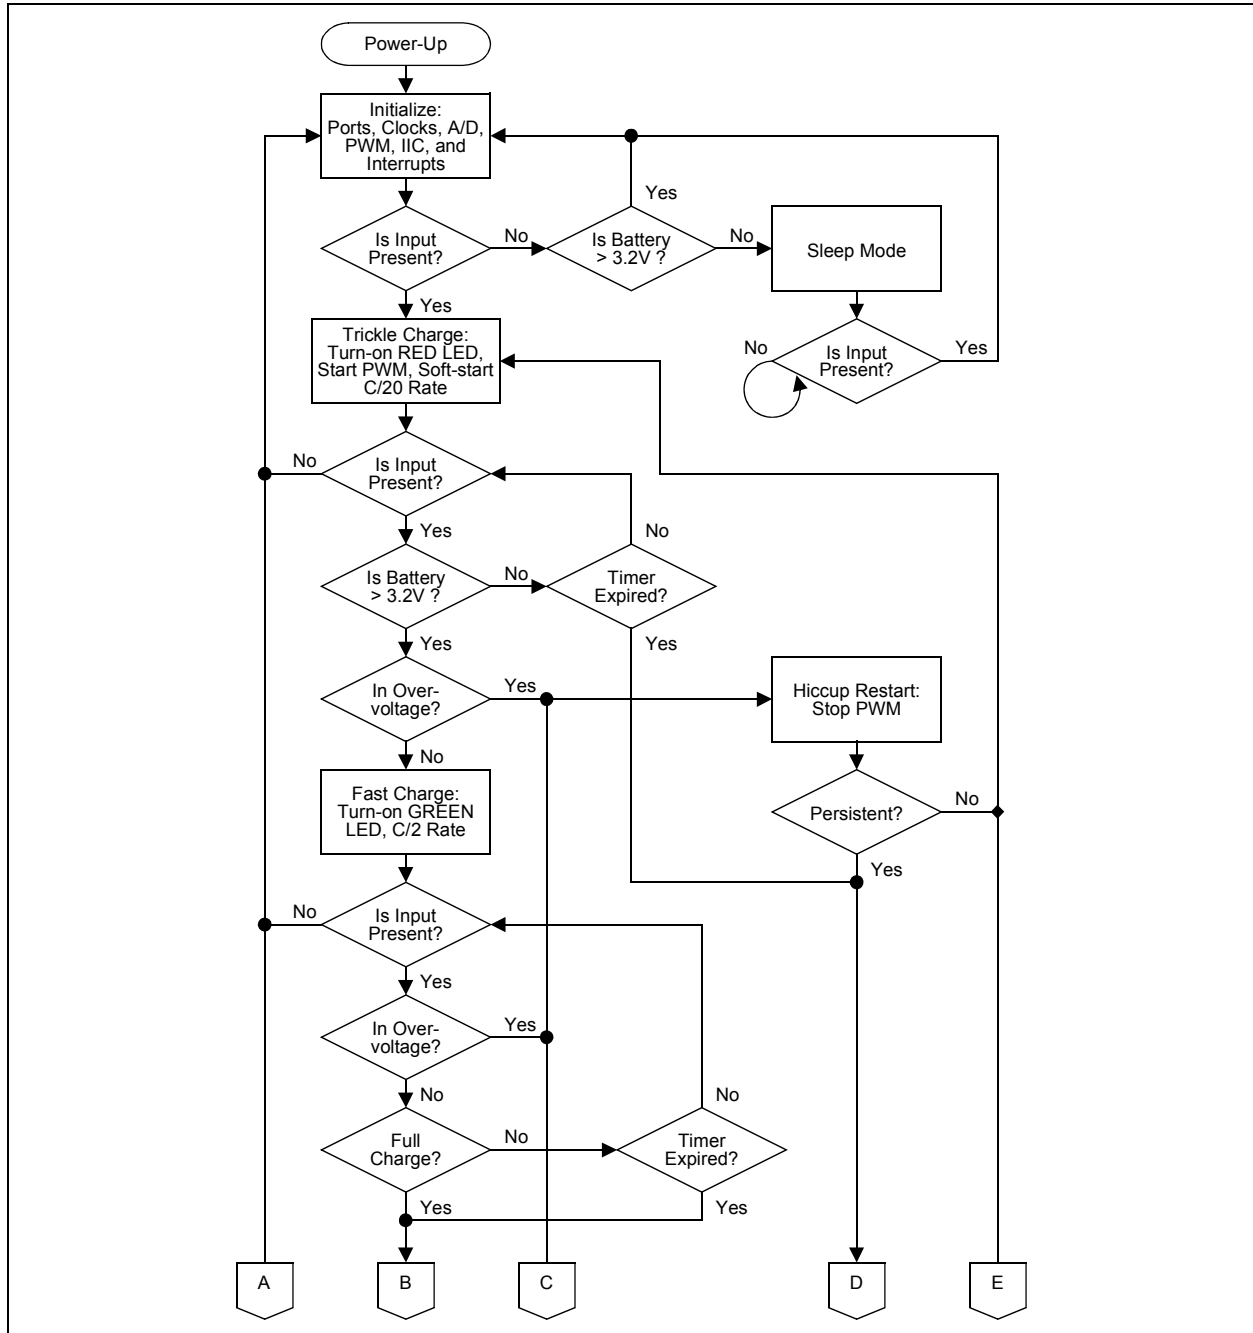 Power-Up
Initialize:
Ports, Clocks, A/D,
PWM, IIC, and
Interrupts
Yes
Is Input
Present?
No
Is Battery
> 3.2V ?
No
Sleep Mode
Yes
Trickle Charge:
Turn-on RED LED,
Start PWM, Soft-start
C/20 Rate
No
Is Input
Present?
Yes
No
Is Input
Present?
Yes
No
Is Battery
> 3.2V ?
No
Timer
Expired?
Yes
Yes
In Over-
voltage?
Yes
Hiccup Restart:
Stop PWM
No
Fast Charge:
Turn-on GREEN
LED, C/2 Rate
Persistent?
No
Yes
No
Is Input
Present?
Yes
In Over-
voltage?
Yes
No
No
Full
Charge?
No
Timer
Expired?
Yes
Yes
A
B
C
D
E